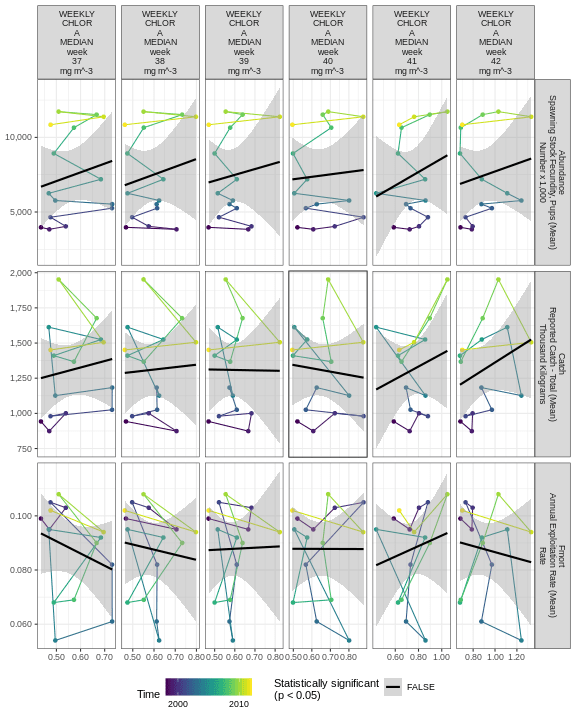 WEEKLY
CHLOR
A
MEDIAN
week
37
mg m^-3
WEEKLY
CHLOR
A
MEDIAN
week
38
mg m^-3
WEEKLY
CHLOR
A
MEDIAN
week
39
mg m^-3
WEEKLY
CHLOR
A
MEDIAN
week
40
mg m^-3
WEEKLY
CHLOR
A
MEDIAN
week
41
mg m^-3
WEEKLY
CHLOR
A
MEDIAN
week
42
mg m^-3
10,000
5,000
Abundance
Spawning Stock Fecundity, Pups (Mean)
Number x 1,000
2,000
1,750
1,500
1,250
1,000
750
Catch
Reported Catch - Total (Mean)
Thousand Kilograms
0.100
0.080
0.060
Fmort
Annual Exploitation Rate (Mean)
Rate
0.50 0.60 0.70
0.50 0.60 0.70 0.80
0.50 0.60 0.70 0.80
0.50 0.60 0.70 0.80
0.60 0.80 1.00
0.80 1.00 1.20
Time
2000 2010
Statistically significant
(p < 0.05)
FALSE